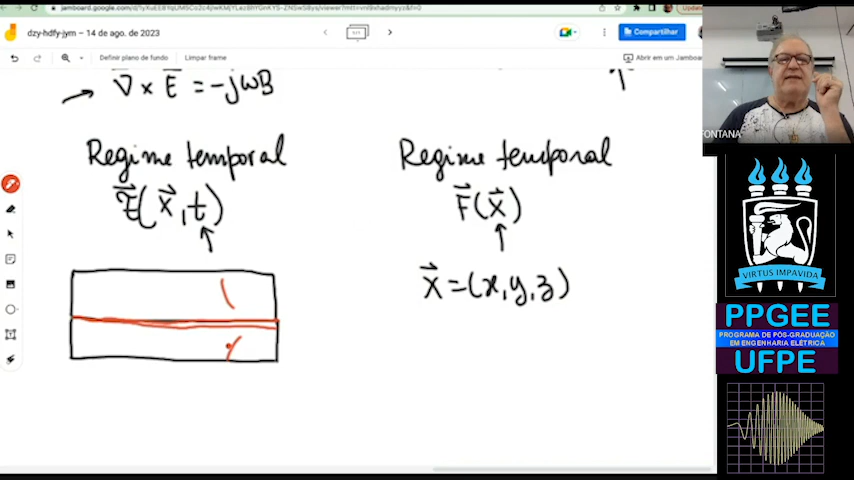 dzy-hdfy-jym – 14 de ago. de 2023
Compartilhar
Definir plano de fundo
Limpar frame
Abrir em um Jamboa
∇ × E = -jωB
Regime temporal
Regime temporal
(x⃗, t)
F⃗(x⃗)
x⃗ = (x, y, z)
FONTANA
VIRTUS IMPAVIDA
PPGEE
PROGRAMA DE PÓS-GRADUAÇÃO
EM ENGENHARIA ELÉTRICA
UFPE